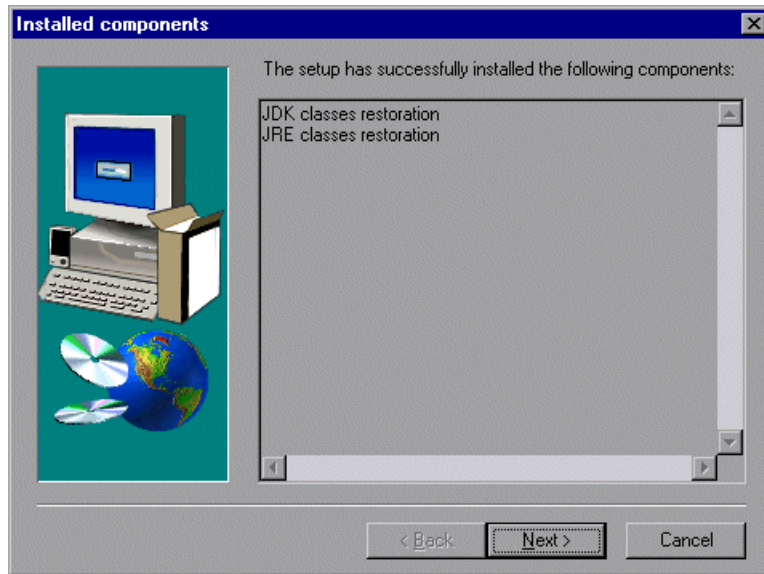 Installed components
The setup has successfully installed the following components:
JDK classes restoration
JRE classes restoration
< Back
Next >
Cancel